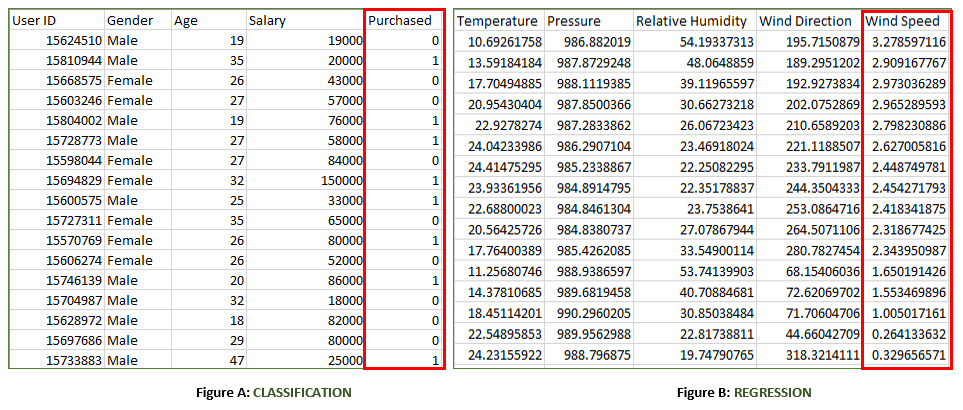 User ID Gender Age Salary Purchased
15624510 Male 19 19000 0
15810944 Male 35 20000 1
15668575 Female 26 43000 0
15603246 Female 27 57000 0
15804002 Male 19 76000 1
15728773 Male 27 58000 1
15598044 Female 27 84000 0
15694829 Female 32 150000 1
15600575 Male 25 33000 1
15727311 Female 35 65000 0
15570769 Female 26 80000 1
15606274 Female 26 52000 0
15746139 Male 20 86000 1
15704987 Male 32 18000 0
15628972 Male 18 82000 0
15697686 Male 29 80000 0
15733883 Male 47 25000 1
Figure A: CLASSIFICATION
Temperature Pressure Relative Humidity Wind Direction Wind Speed
10.69261758 986.882019 54.19337313 195.7150879 3.278597116
13.59184184 987.8729248 48.0648859 189.2951202 2.909167767
17.70494885 988.1119385 39.11965597 192.9273834 2.973036289
20.95430404 987.8500366 30.66273218 202.0752869 2.965289593
22.9278274 987.2833862 26.06723423 210.6589203 2.798230886
24.04233986 986.2907104 23.46918024 221.1188507 2.627005816
24.41475295 985.2338867 22.25082295 233.7911987 2.448749781
23.93361956 984.8914795 22.35178837 244.3504333 2.454271793
22.68800023 984.8461304 23.7538641 253.0864716 2.418341875
20.56425726 984.8380737 27.07867944 264.5071106 2.318677425
17.76400389 985.4262085 33.54900114 280.7827454 2.343950987
11.25680746 988.9386597 53.74139903 68.15406036 1.650191426
14.37810685 989.6819458 40.70884681 72.62069702 1.553469896
18.45114201 990.2960205 30.85038484 71.70604706 1.005017161
22.54895853 989.9562988 22.81738811 44.66042709 0.264133632
24.23155922 988.796875 19.74790765 318.3214111 0.329656571
Figure B: REGRESSION